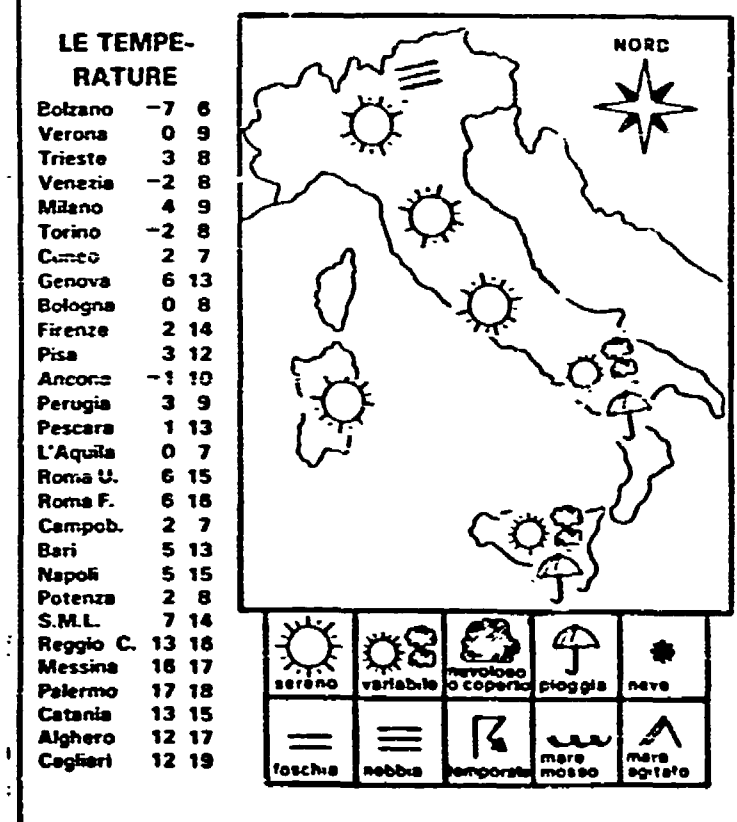 LE TEMPE-
RATURE
Bolzano -7 6
Verona 0 9
Trieste 3 8
Venezia -2 8
Milano 4 9
Torino -2 8
Cuneo 2 7
Genova 6 13
Bologna 0 8
Firenze 2 14
Pisa 3 12
Ancona -1 10
Perugia 3 9
Pescara 1 13
L'Aquila 0 7
Roma U. 6 15
Roma F. 6 16
Campob. 2 7
Bari 5 13
Napoli 5 15
Potenza 2 8
S.M.L. 7 14
Reggio C. 13 16
Messina 16 17
Palermo 17 18
Catania 13 15
Alghero 12 17
Cagliari 12 19
NORD
sereno
variabile
nuvoloso
o coperto
pioggia
neve
foschia
nebbia
temporale
mare
mosso
mare
agitato